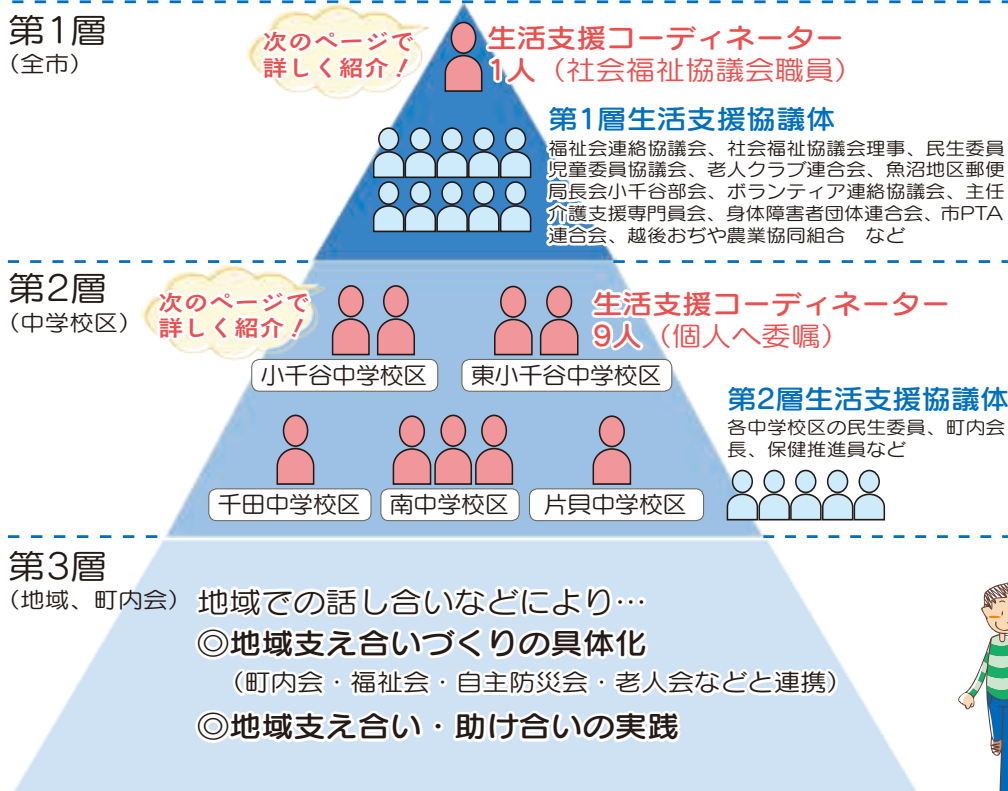 第1層
(全市)
次のページで
詳しく紹介!
生活支援コーディネーター
1人(社会福祉協議会職員)
第1層生活支援協議体
福祉会連絡協議会、社会福祉協議会理事、民生委員
児童委員協議会、老人クラブ連合会、魚沼地区郵便
局長会小千谷部会、ボランティア連絡協議会、主任
介護支援専門員会、身体障害者団体連合会、市PTA
連合会、越後おぢや農業協同組合 など
第2層
(中学校区)
次のページで
詳しく紹介!
生活支援コーディネーター
9人(個人へ委嘱)
小千谷中学校区
東小千谷中学校区
第2層生活支援協議体
各中学校区の民生委員、町内会
長、保健推進員など
千田中学校区
南中学校区
片貝中学校区
第3層
(地域、町内会)
地域での話し合いなどにより…
◎地域支え合いづくりの具体化
(町内会・福祉会・自主防災会・老人会などと連携)
◎地域支え合い・助け合いの実践